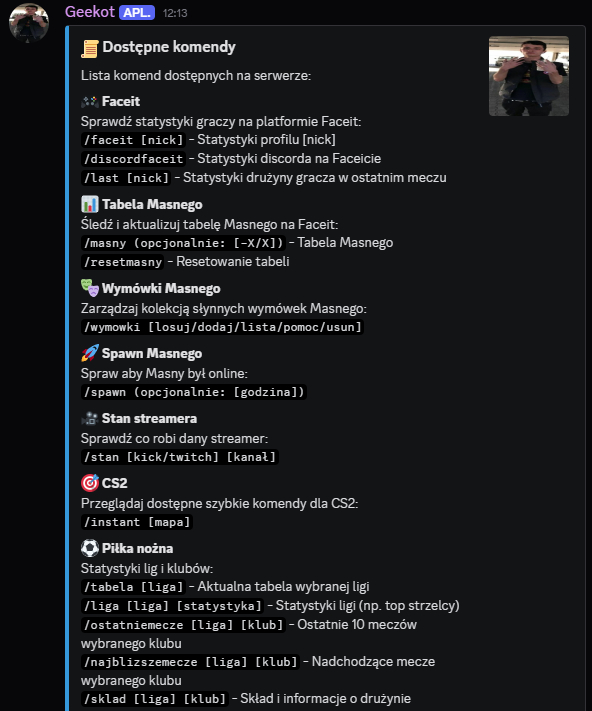 Geekot APL. 12:13
Dostępne komendy
Lista komend dostępnych na serwerze:
Faceit
Sprawdź statystyki graczy na platformie Faceit:
/faceit [nick] - Statystyki profilu [nick]
/discordfaceit - Statystyki discorda na Faceicie
/last [nick] - Statystyki drużyny gracza w ostatnim meczu
Tabela Masnego
Śledź i aktualizuj tabelę Masnego na Faceit:
/masny (opcjonalnie: [-X/X]) - Tabela Masnego
/resetmasny - Resetowanie tabeli
Wymówki Masnego
Zarządzaj kolekcją słynnych wymówek Masnego:
/wymowki [losuj/dodaj/lista/pomoc/usun]
Spawn Masnego
Spraw aby Masny był online:
/spawn (opcjonalnie: [godzina])
Stan streamera
Sprawdź co robi dany streamer:
/stan [kick/twitch] [kanał]
CS2
Przeglądaj dostępne szybkie komendy dla CS2:
/instant [mapa]
Piłka nożna
Statystyki lig i klubów:
/tabela [liga] - Aktualna tabela wybranej ligi
/liga [liga] [statystyka] - Statystyki ligi (np. top strzelcy)
/ostatniemecze [liga] [klub] - Ostatnie 10 meczów
wybranego klubu
/najblizszemecze [liga] [klub] - Nadchodzące mecze
wybranego klubu
/sklad [liga] [klub] - Skład i informacje o drużynie